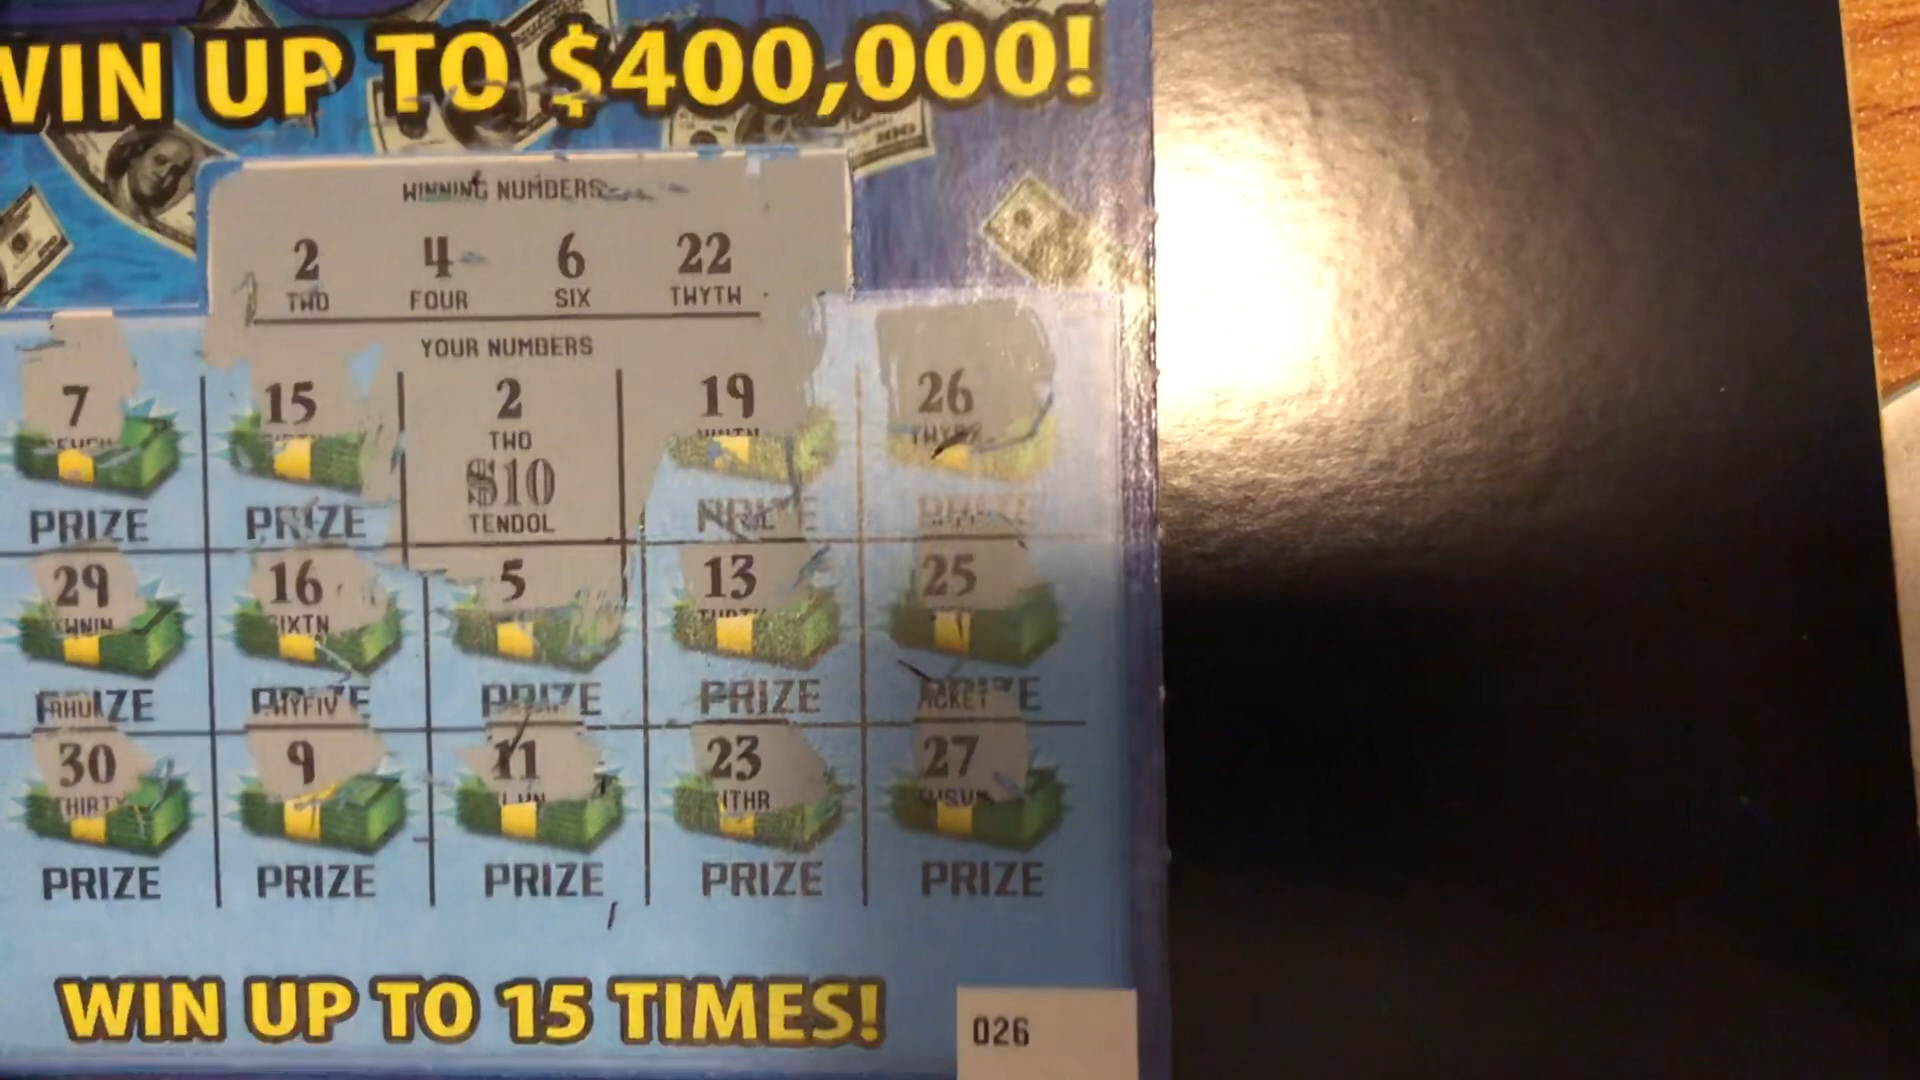 WIN UP TO $400,000!
WINNING NUMBERS
2 4 6 22
TWO FOUR SIX TWYTW
YOUR NUMBERS
7 15 2 19 26
TWO
$10
PRIZE PRIZE TENDOL
29 16 5 13 25
PRIZE PRIZE
30 9 11 23 27
THIRTY
PRIZE PRIZE PRIZE PRIZE PRIZE
WIN UP TO 15 TIMES!
026